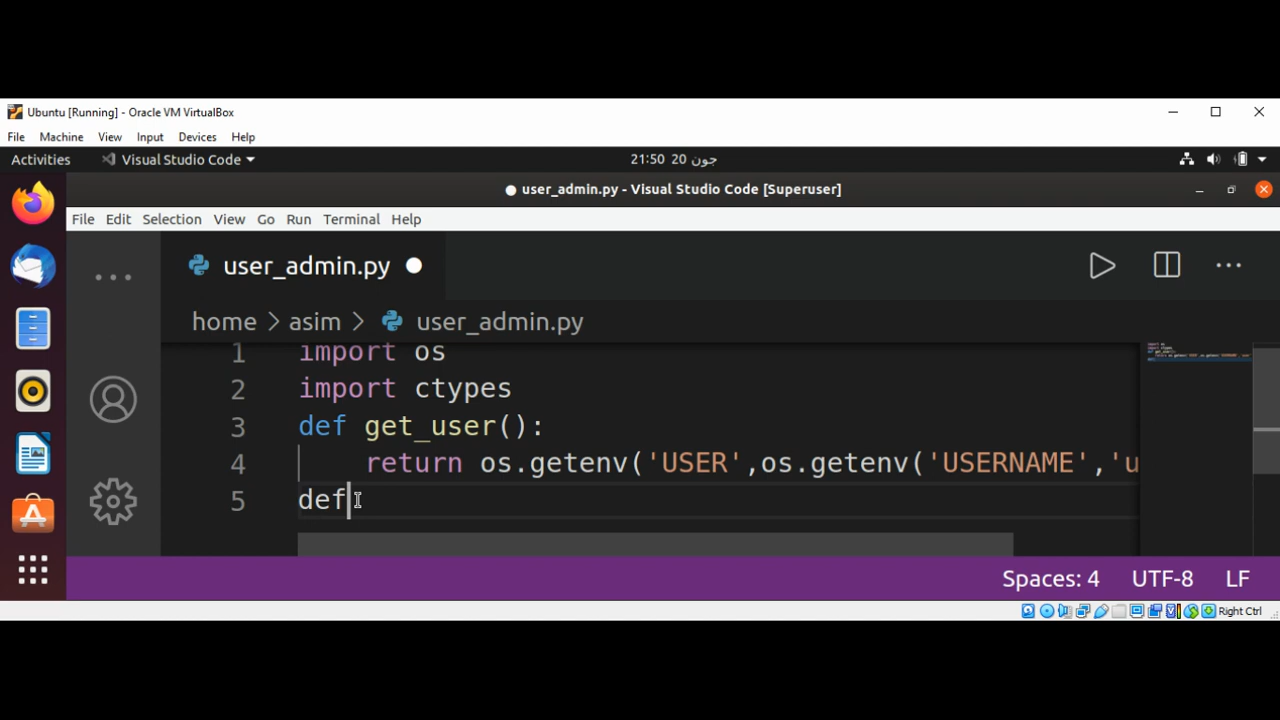 Ubuntu [Running] - Oracle VM VirtualBox
File Machine View Input Devices Help
Activities Visual Studio Code 21:50 20 جون
user_admin.py - Visual Studio Code [Superuser]
File Edit Selection View Go Run Terminal Help
user_admin.py
home > asim > user_admin.py
1 import os
2 import ctypes
3 def get_user():
4 return os.getenv('USER',os.getenv('USERNAME','u
5 def
Spaces: 4 UTF-8 LF
Right Ctrl